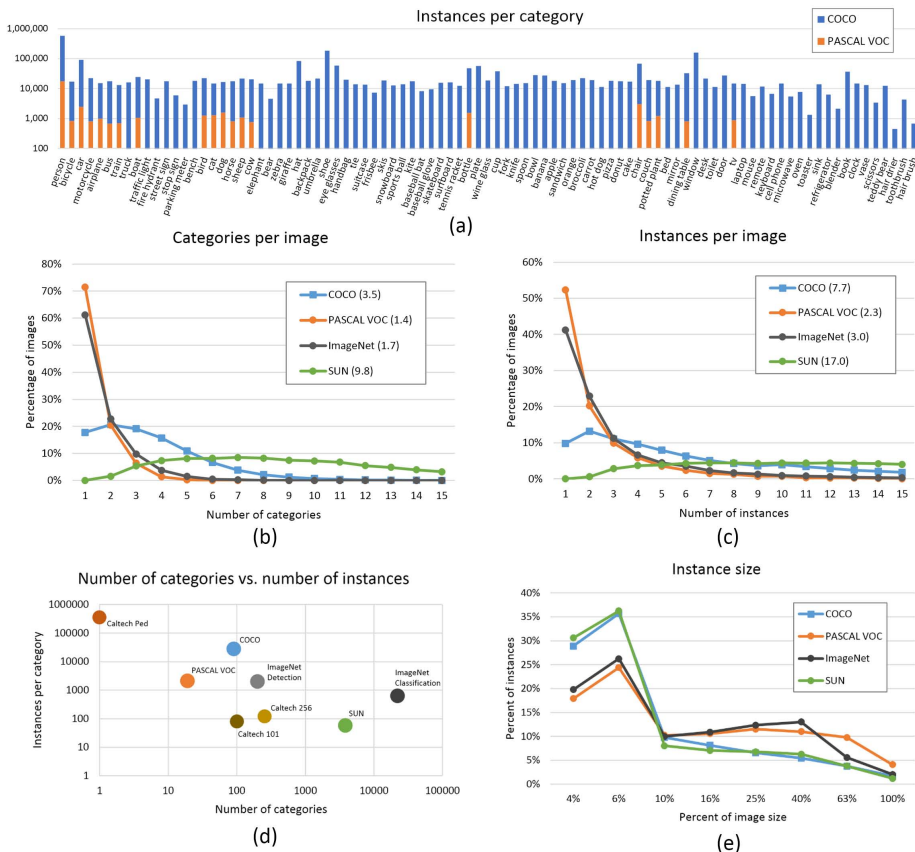 Instances per category
COCO
PASCAL VOC
1,000,000
100,000
10,000
1,000
100
person
bicycle
car
motorcycle
airplane
bus
train
truck
boat
traffic light
fire hydrant
street sign
stop sign
parking meter
bench
bird
cat
dog
horse
sheep
cow
elephant
bear
zebra
giraffe
hat
backpack
umbrella
shoe
eye glasses
handbag
tie
suitcase
frisbee
skis
snowboard
sports ball
kite
baseball bat
baseball glove
skateboard
surfboard
tennis racket
bottle
plate
wine glass
cup
fork
knife
spoon
bowl
banana
apple
sandwich
orange
broccoli
carrot
hot dog
pizza
donut
cake
chair
couch
potted plant
bed
mirror
dining table
window
desk
toilet
door
tv
laptop
mouse
remote
keyboard
cell phone
microwave
oven
toaster
sink
refrigerator
blender
book
clock
vase
scissors
teddy bear
hair drier
toothbrush
hair brush
(a)
Categories per image
80%
70%
60%
50%
40%
30%
20%
10%
0%
Percentage of images
COCO (3.5)
PASCAL VOC (1.4)
ImageNet (1.7)
SUN (9.8)
1 2 3 4 5 6 7 8 9 10 11 12 13 14 15
Number of categories
(b)
Instances per image
60%
50%
40%
30%
20%
10%
0%
Percentage of images
COCO (7.7)
PASCAL VOC (2.3)
ImageNet (3.0)
SUN (17.0)
1 2 3 4 5 6 7 8 9 10 11 12 13 14 15
Number of instances
(c)
Number of categories vs. number of instances
1000000
100000
10000
1000
100
10
1
Instances per category
Caltech Ped
COCO
PASCAL VOC
ImageNet
Detection
ImageNet
Classification
Caltech 256
Caltech 101
SUN
1 10 100 1000 10000 100000
Number of categories
(d)
Instance size
40%
35%
30%
25%
20%
15%
10%
5%
0%
Percent of instances
COCO
PASCAL VOC
ImageNet
SUN
4% 6% 10% 16% 25% 40% 63% 100%
Percent of image size
(e)